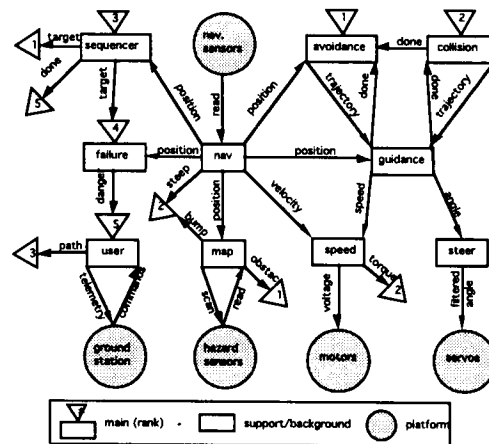 3
1
2
target
nav.
sensors
1
sequencer
avoidance
done
collision
done
5
target
position
read
position
trajectory
done
done
trajectory
4
failure
position
nav
position
guidance
danger
steep
position
velocity
speed
angle
5
2
bump
3
path
user
map
speed
steer
telemetry
commands
scan
read
obstac
1
voltage
torque
2
filtered
angle
ground
station
hazard
sensors
motors
servos
main (rank)
support/background
platform